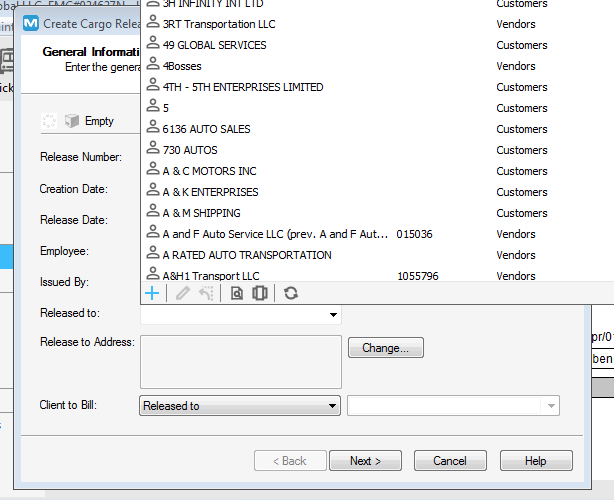 Create Cargo Relea
3H INFINITY INT LTD Customers
3RT Transportation LLC Vendors
49 GLOBAL SERVICES Customers
4Bosses Vendors
4TH - 5TH ENTERPRISES LIMITED Customers
5 Customers
6136 AUTO SALES Customers
730 AUTOS Customers
A & C MOTORS INC Customers
A & K ENTERPRISES Customers
A & M SHIPPING Customers
A and F Auto Service LLC (prev. A and F Aut... 015036 Vendors
A RATED AUTO TRANSPORTATION Vendors
A&H1 Transport LLC 1055796 Vendors
General Informati
Enter the genera
Empty
Release Number:
Creation Date:
Release Date:
Employee:
Issued By:
Released to:
Release to Address:
Change...
Client to Bill: Released to
< Back Next > Cancel Help
pr/0
ben